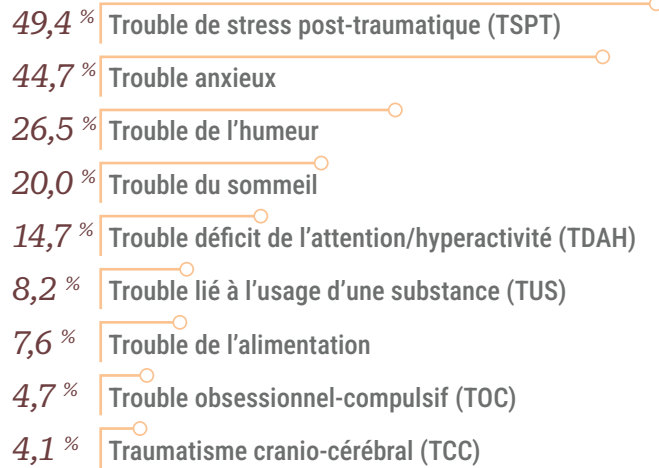 49,4 % Trouble de stress post-traumatique (TSPT)
44,7 % Trouble anxieux
26,5 % Trouble de l’humeur
20,0 % Trouble du sommeil
14,7 % Trouble déficit de l’attention/hyperactivité (TDAH)
8,2 % Trouble lié à l’usage d’une substance (TUS)
7,6 % Trouble de l’alimentation
4,7 % Trouble obsessionnel-compulsif (TOC)
4,1 % Traumatisme cranio-cérébral (TCC)